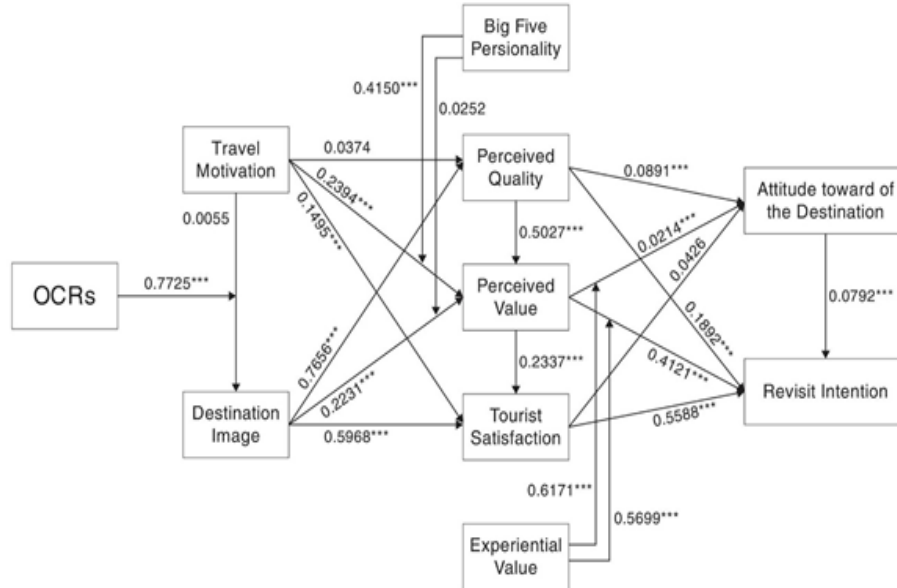 Big Five
Persionality
0.4150***
0.0252
Travel
Motivation
0.0374
Perceived
Quality
0.0891***
Attitude toward of
the Destination
0.2394***
0.1495***
0.0055
0.5027***
0.0214***
0.0426
OCRs
0.7725***
Perceived
Value
0.0792***
0.1892***
0.7656***
0.2231***
0.2337***
0.4121***
Destination
Image
0.5968***
Tourist
Satisfaction
0.5588***
Revisit Intention
0.6171***
0.5699***
Experiential
Value